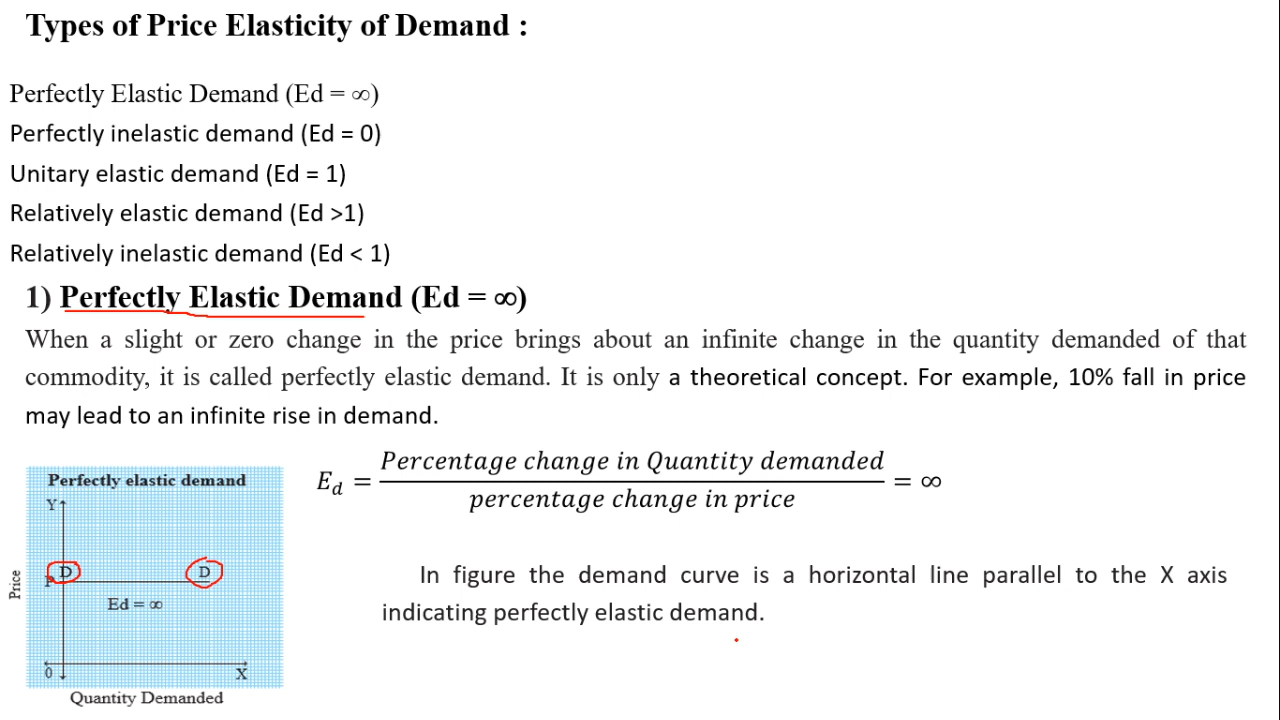 Types of Price Elasticity of Demand :
Perfectly Elastic Demand (Ed = ∞)
Perfectly inelastic demand (Ed = 0)
Unitary elastic demand (Ed = 1)
Relatively elastic demand (Ed >1)
Relatively inelastic demand (Ed < 1)
1) Perfectly Elastic Demand (Ed = ∞)
When a slight or zero change in the price brings about an infinite change in the quantity demanded of that
commodity, it is called perfectly elastic demand. It is only a theoretical concept. For example, 10% fall in price
may lead to an infinite rise in demand.
E_d = Percentage change in Quantity demanded / percentage change in price = ∞
Perfectly elastic demand
Y
Price
P D D
Ed = ∞
0 X
Quantity Demanded
In figure the demand curve is a horizontal line parallel to the X axis
indicating perfectly elastic demand.